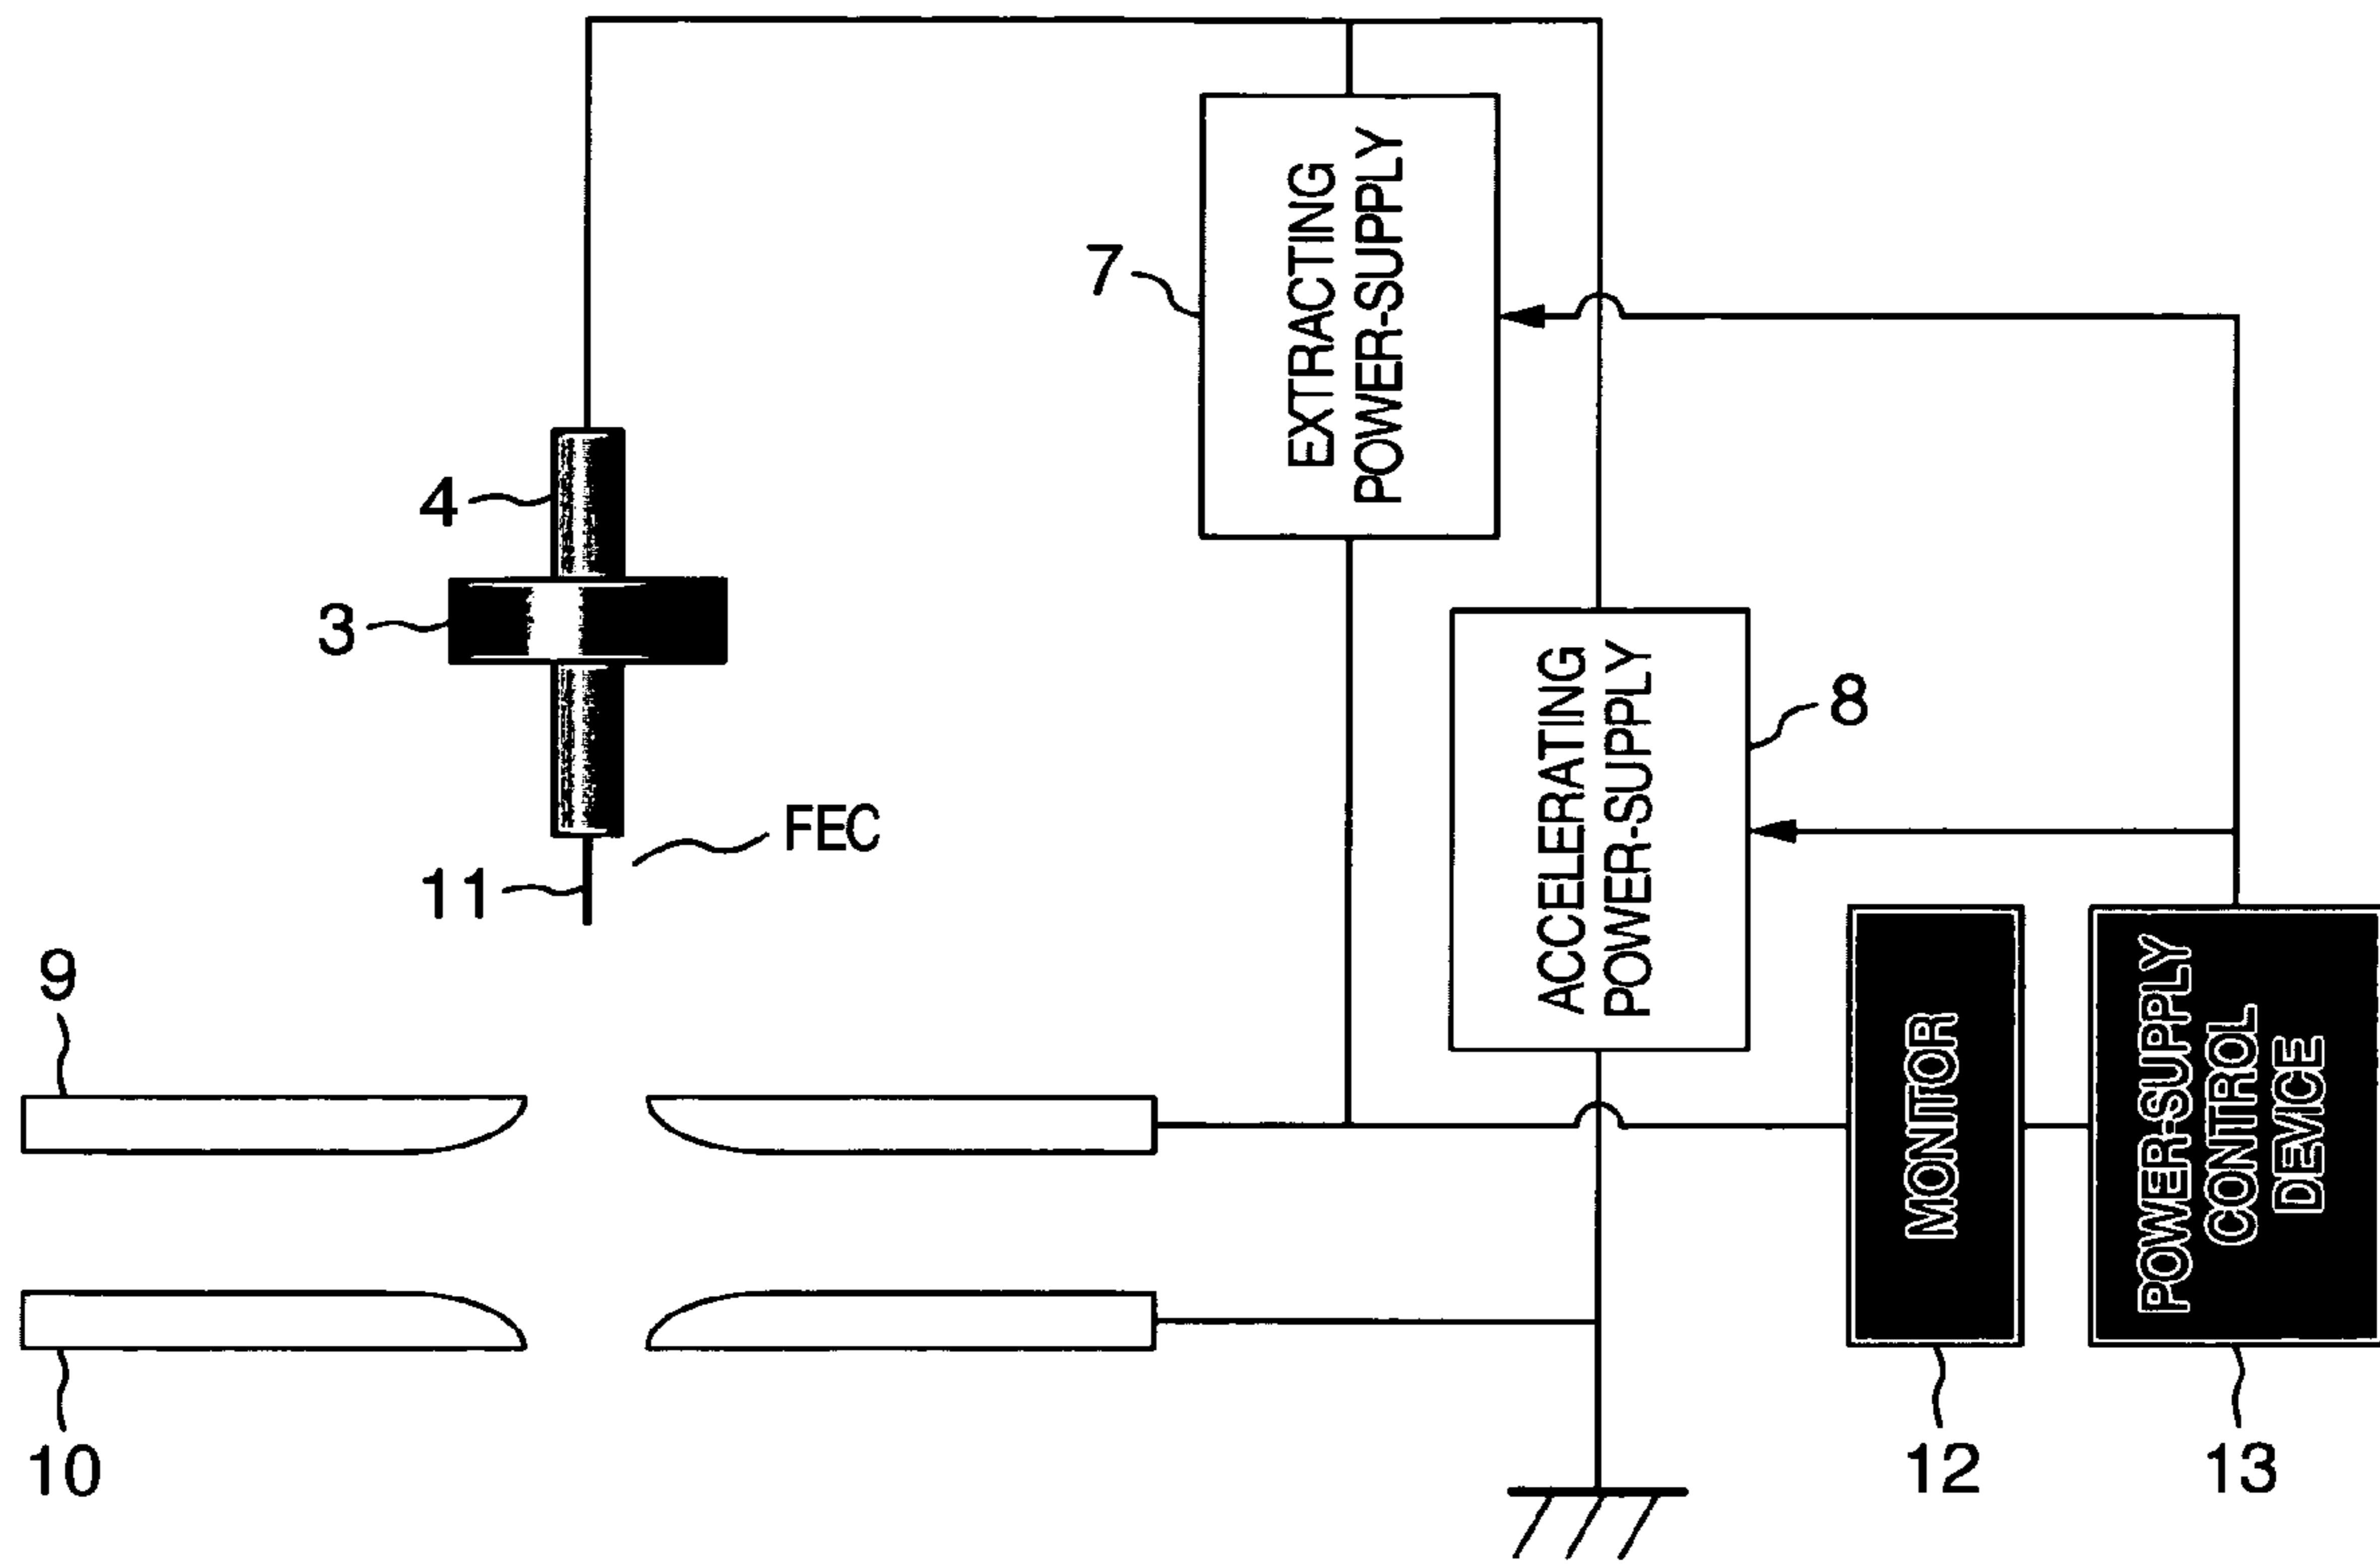 7
EXTRACTING
POWER-SUPPLY
4
3
ACCELERATING
POWER-SUPPLY
8
FEC
11
9
MONITOR
POWER-SUPPLY
CONTROL
DEVICE
10
12
13